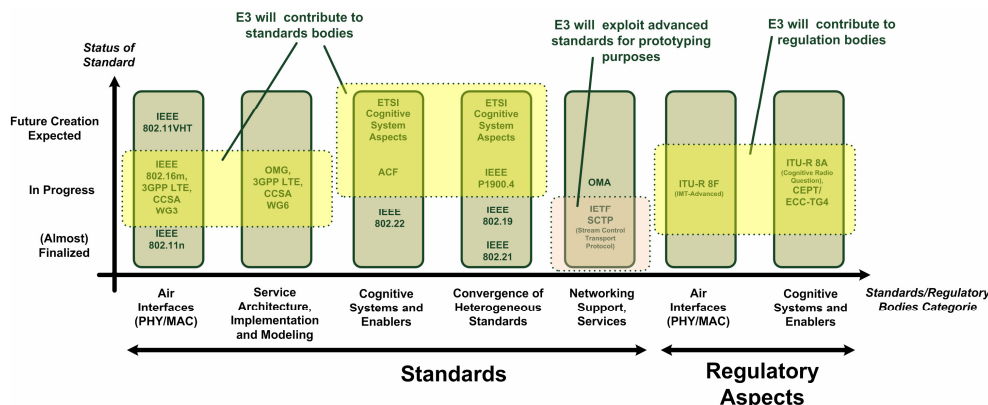 E3 will contribute to
standards bodies
E3 will exploit advanced
standards for prototyping
purposes
E3 will contribute to
regulation bodies
Status of
Standard
Future Creation
Expected
In Progress
(Almost)
Finalized
IEEE
802.11VHT
IEEE
802.16m,
3GPP LTE,
CCSA
WG3
IEEE
802.11n
OMG,
3GPP LTE,
CCSA
WG6
ETSI
Cognitive
System
Aspects
ACF
IEEE
802.22
ETSI
Cognitive
System
Aspects
IEEE
P1900.4
IEEE
802.19
IEEE
802.21
OMA
IETF
SCTP
(Stream Control
Transport
Protocol)
ITU-R 8F
(IMT-Advanced)
ITU-R 8A
(Cognitive Radio
Question),
CEPT/
ECC-TG4
Air
Interfaces
(PHY/MAC)
Service
Architecture,
Implementation
and Modeling
Cognitive
Systems and
Enablers
Convergence of
Heterogeneous
Standards
Networking
Support,
Services
Air
Interfaces
(PHY/MAC)
Cognitive
Systems and
Enablers
Standards/Regulatory
Bodies Categorie
Standards
Regulatory
Aspects